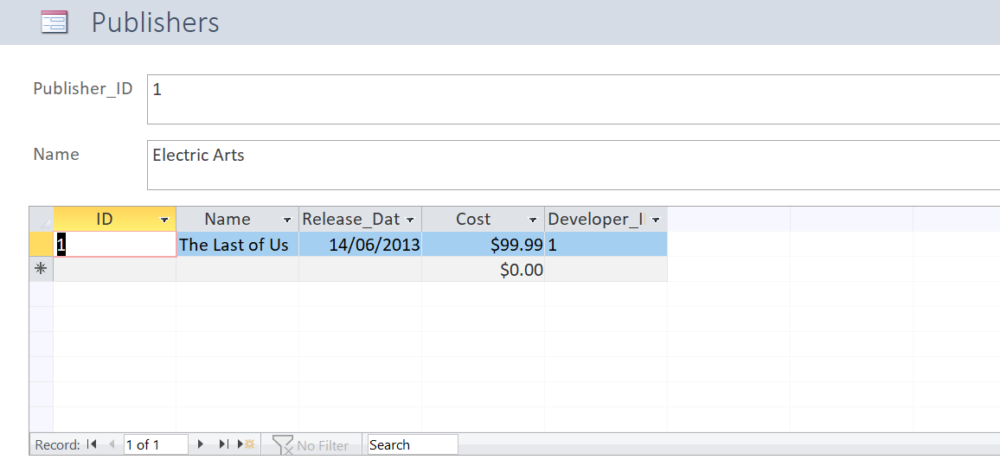 Publishers
Publisher_ID 1
Name Electric Arts
ID Name Release_Dat Cost Developer_I
1 The Last of Us 14/06/2013 $99.99 1
$0.00
Record: 1 of 1 No Filter Search